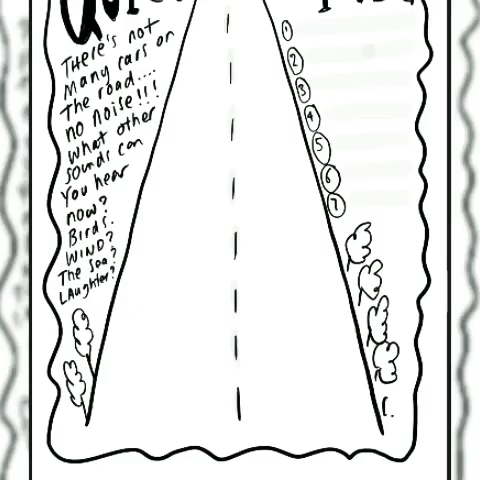 There's not
Many cars on
The road....
no noise!!!
what other
sounds can
you hear
now?
Birds.
WIND?
The Sea?
LAughter?
1
2
3
4
5
6
7